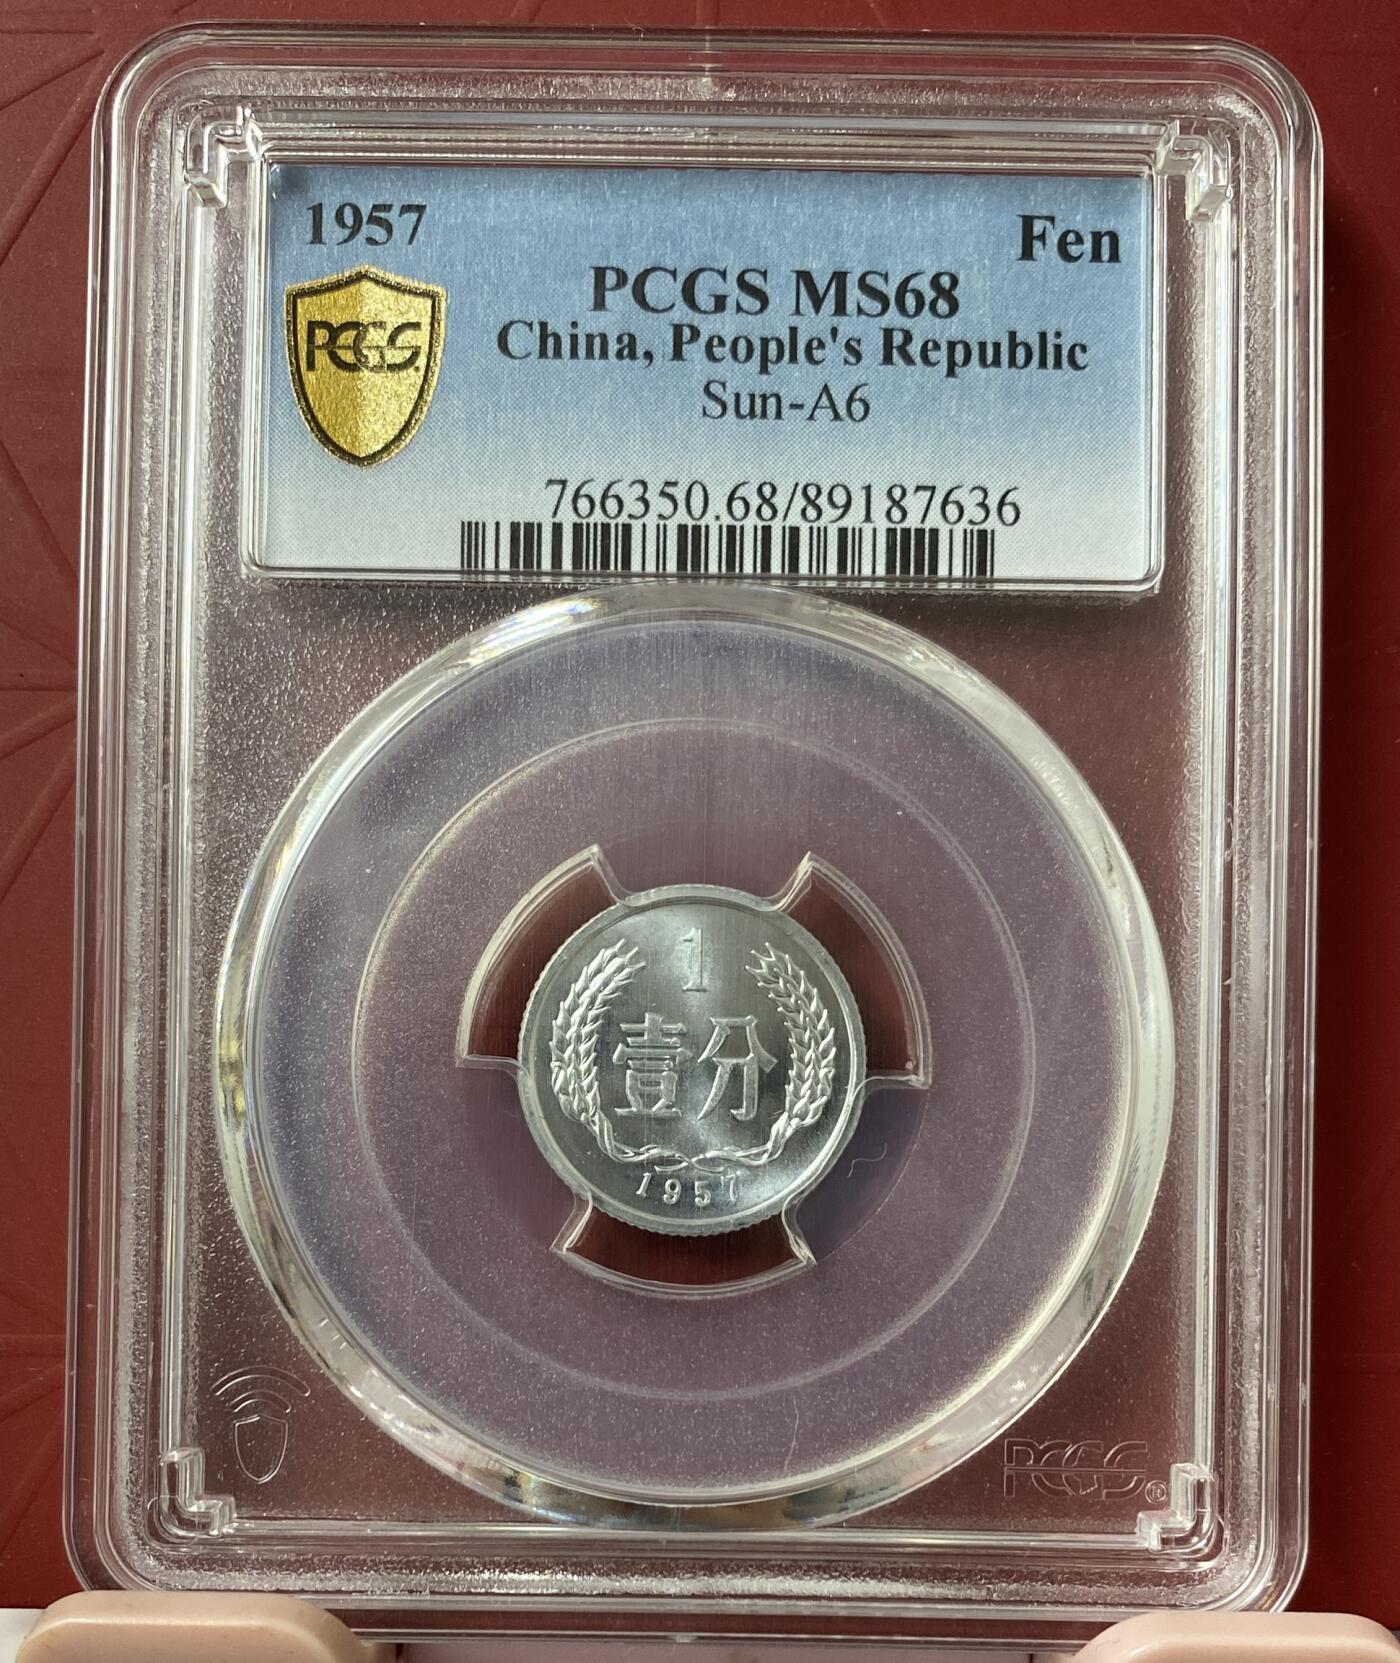 1957
Fen
PCGS
PCGS MS68
China, People's Republic
Sun-A6
766350.68/89187636
1
壹分
1957
PCGS®